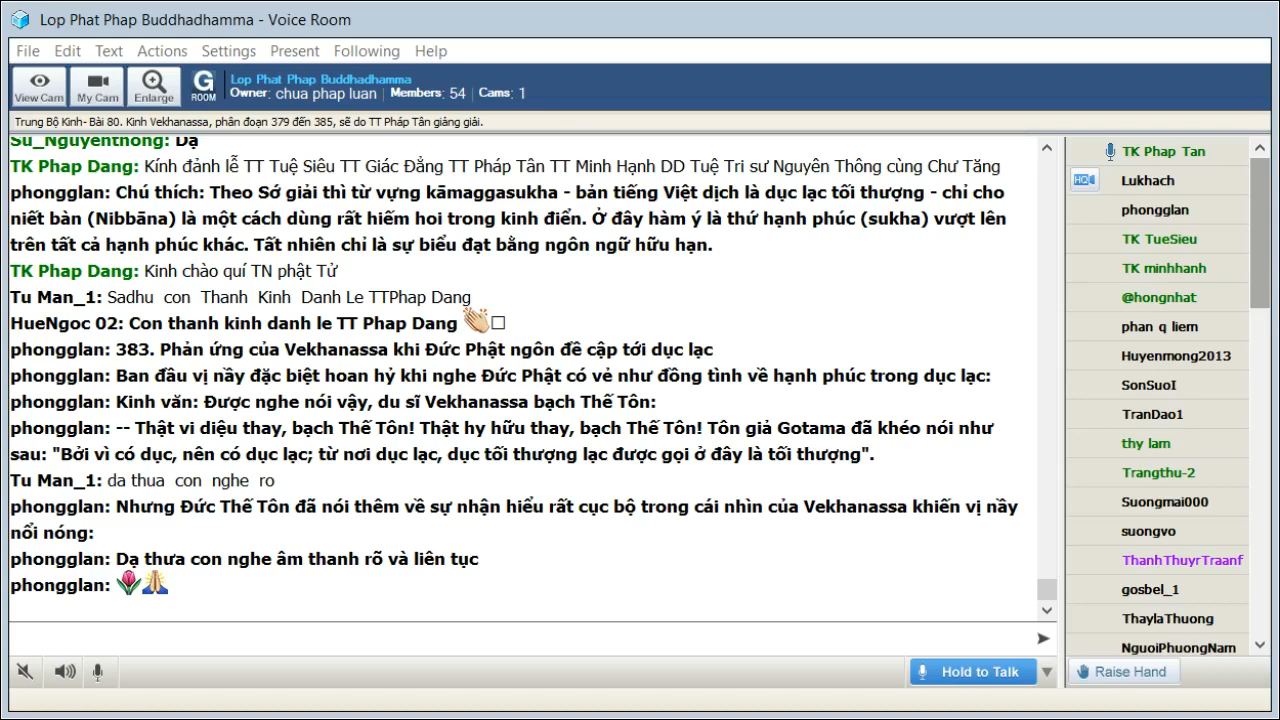 Lop Phat Phap Buddhadhamma - Voice Room
File Edit Text Actions Settings Present Following Help
View Cam My Cam Enlarge G ROOM
Lop Phat Phap Buddhadhamma
Owner: chua phap luan | Members: 54 | Cams: 1
Trung Bộ Kinh- Bài 80. Kinh Vekhanassa, phân đoạn 379 đến 385, sẽ do TT Pháp Tân giảng giải.
Su_Nguyenthong: Dạ
TK Phap Dang: Kính đảnh lễ TT Tuệ Siêu TT Giác Đẳng TT Pháp Tân TT Minh Hạnh DD Tuệ Tri sư Nguyên Thông cùng Chư Tăng
phongglan: Chú thích: Theo Sớ giải thì từ vựng kāmaggasukha - bản tiếng Việt dịch là dục lạc tối thượng - chỉ cho
niết bàn (Nibbāna) là một cách dùng rất hiếm hoi trong kinh điển. Ở đây hàm ý là thứ hạnh phúc (sukha) vượt lên
trên tất cả hạnh phúc khác. Tất nhiên chỉ là sự biểu đạt bằng ngôn ngữ hữu hạn.
TK Phap Dang: Kinh chào quí TN phật Tử
Tu Man_1: Sadhu con Thanh Kinh Danh Le TTPhap Dang
HueNgoc 02: Con thanh kinh danh le TT Phap Dang
phongglan: 383. Phản ứng của Vekhanassa khi Đức Phật ngôn đề cập tới dục lạc
phongglan: Ban đầu vị nầy đặc biệt hoan hỷ khi nghe Đức Phật có vẻ như đồng tình về hạnh phúc trong dục lạc:
phongglan: Kinh văn: Được nghe nói vậy, du sĩ Vekhanassa bạch Thế Tôn:
phongglan: -- Thật vi diệu thay, bạch Thế Tôn! Thật hy hữu thay, bạch Thế Tôn! Tôn giả Gotama đã khéo nói như
sau: "Bởi vì có dục, nên có dục lạc; từ nơi dục lạc, dục tối thượng lạc được gọi ở đây là tối thượng".
Tu Man_1: da thua con nghe ro
phongglan: Nhưng Đức Thế Tôn đã nói thêm về sự nhận hiểu rất cục bộ trong cái nhìn của Vekhanassa khiến vị nầy
nổi nóng:
phongglan: Dạ thưa con nghe âm thanh rõ và liên tục
phongglan:
Hold to Talk
TK Phap Tan
HQ
Lukhach
phongglan
TK TueSieu
TK minhhanh
@hongnhat
phan q liem
Huyenmong2013
SonSuoI
TranDao1
thy lam
Trangthu-2
Suongmai000
suongvo
ThanhThuyrTraanf
gosbel_1
ThaylaThuong
NguoiPhuongNam
Raise Hand